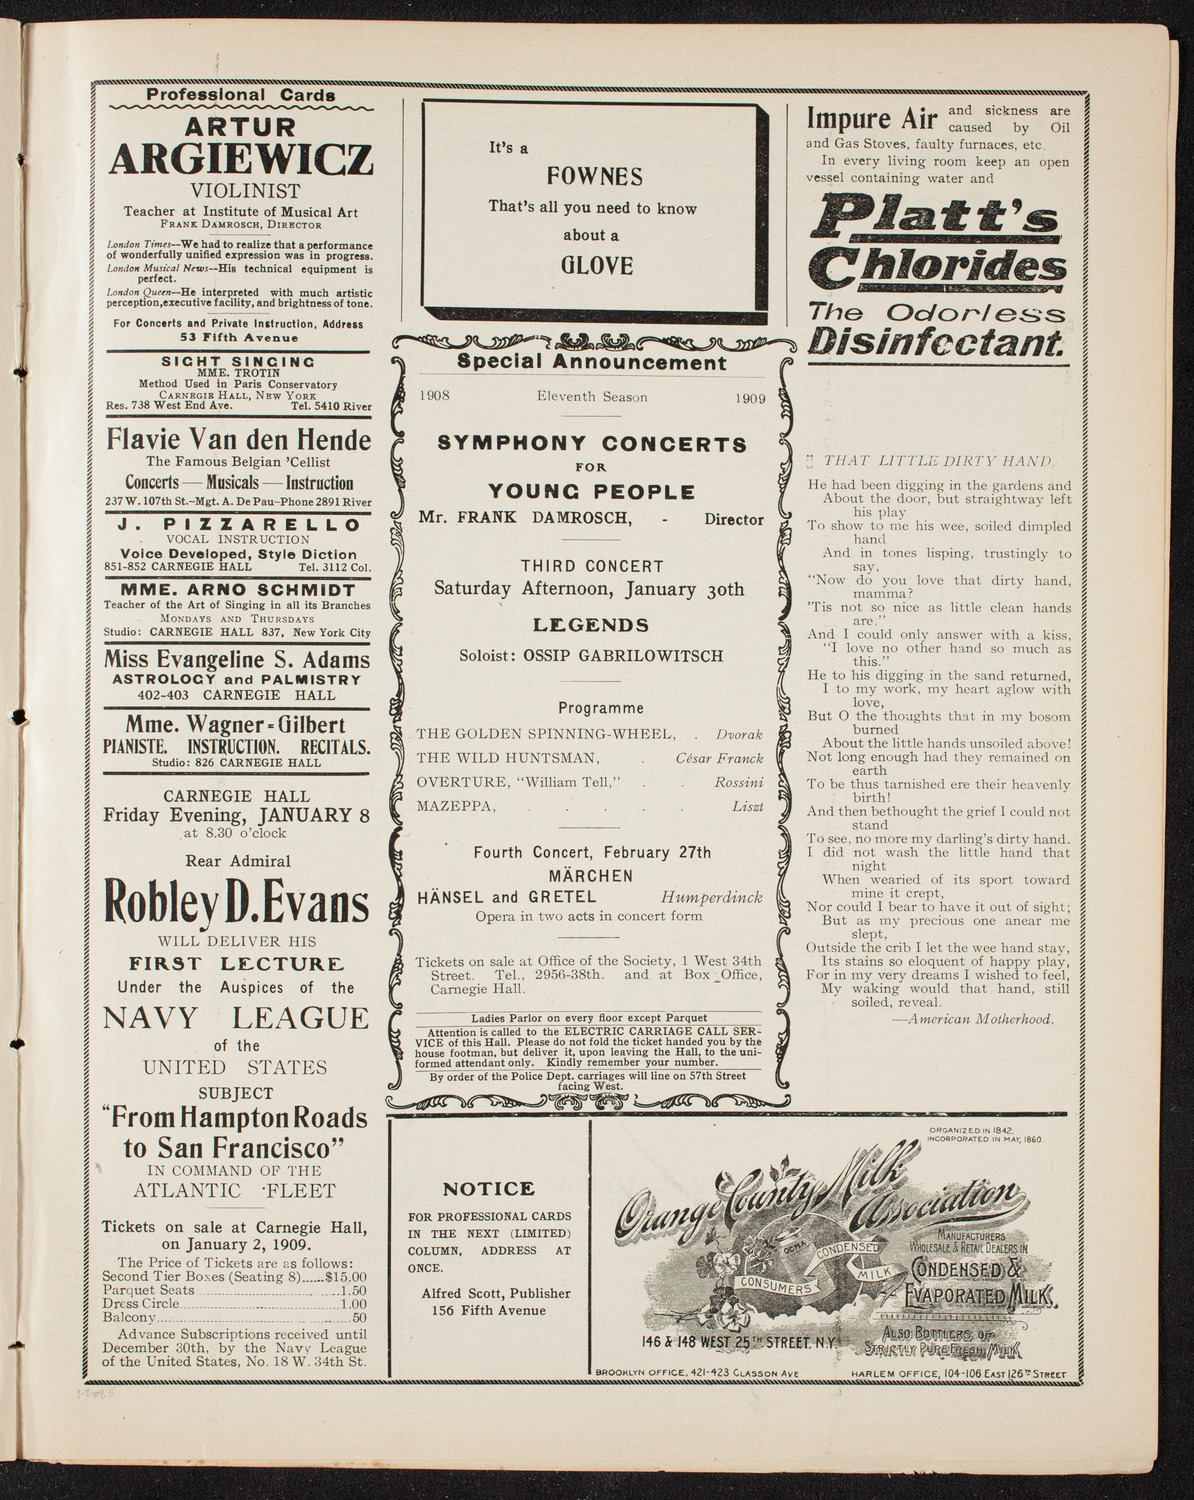 Professional Cards
ARTUR
ARGIEWICZ
VIOLINIST
Teacher at Institute of Musical Art
FRANK DAMROSCH, DIRECTOR
London Times--We had to realize that a performance
of wonderfully unified expression was in progress.
London Musical News--His technical equipment is
perfect.
London Queen--He interpreted with much artistic
perception,executive facility, and brightness of tone.
For Concerts and Private Instruction, Address
53 Fifth Avenue
SIGHT SINGING
MME. TROTIN
Method Used in Paris Conservatory
CARNEGIE HALL, NEW YORK
Res. 738 West End Ave. Tel. 5410 River
Flavie Van den Hende
The Famous Belgian 'Cellist
Concerts — Musicals — Instruction
237 W. 107th St.-Mgt. A. De Pau-Phone 2891 River
J. PIZZARELLO
VOCAL INSTRUCTION
Voice Developed, Style Diction
851-852 CARNEGIE HALL Tel. 3112 Col.
MME. ARNO SCHMIDT
Teacher of the Art of Singing in all its Branches
MONDAYS AND THURSDAYS
Studio: CARNEGIE HALL 837, New York City
Miss Evangeline S. Adams
ASTROLOGY and PALMISTRY
402-403 CARNEGIE HALL
Mme. Wagner-Gilbert
PIANISTE. INSTRUCTION. RECITALS.
Studio: 826 CARNEGIE HALL
CARNEGIE HALL
Friday Evening, JANUARY 8
at 8.30 o'clock
Rear Admiral
Robley D. Evans
WILL DELIVER HIS
FIRST LECTURE
Under the Auspices of the
NAVY LEAGUE
of the
UNITED STATES
SUBJECT
"From Hampton Roads
to San Francisco"
IN COMMAND OF THE
ATLANTIC FLEET
Tickets on sale at Carnegie Hall,
on January 2, 1909.
The Price of Tickets are as follows:
Second Tier Boxes (Seating 8)......$15.00
Parquet Seats ........................ 1.50
Dress Circle........................1.00
Balcony........................50
Advance Subscriptions received until
December 30th, by the Navy League
of the United States, No. 18 W. 34th St.
It's a
FOWNES
That's all you need to know
about a
GLOVE
Special Announcement
1908 Eleventh Season 1909
SYMPHONY CONCERTS
FOR
YOUNG PEOPLE
Mr. FRANK DAMROSCH, - Director
THIRD CONCERT
Saturday Afternoon, January 30th
LEGENDS
Soloist: OSSIP GABRILOWITSCH
Programme
THE GOLDEN SPINNING-WHEEL, . Dvorak
THE WILD HUNTSMAN, . César Franck
OVERTURE, "William Tell," . . Rossini
MAZEPPA, . . . . Liszt
Fourth Concert, February 27th
MÄRCHEN
HÄNSEL and GRETEL Humperdinck
Opera in two acts in concert form
Tickets on sale at Office of the Society, 1 West 34th
Street. Tel., 2956-38th. and at Box Office,
Carnegie Hall.
Ladies Parlor on every floor except Parquet
Attention is called to the ELECTRIC CARRIAGE CALL SER-
VICE of this Hall. Please do not fold the ticket handed you by the
house footman, but deliver it, upon leaving the Hall, to the uni-
formed attendant only. Kindly remember your number.
By order of the Police Dept. carriages will line on 57th Street
facing West.
Impure Air and sickness are
caused by Oil
and Gas Stoves, faulty furnaces, etc.
In every living room keep an open
vessel containing water and
Platt's
Chlorides
The Odorless
Disinfectant.
THAT LITTLE DIRTY HAND.
He had been digging in the gardens and
About the door, but straightway left
his play
To show to me his wee, soiled dimpled
hand
And in tones lisping, trustingly to
say,
"Now do you love that dirty hand,
mamma?
'Tis not so nice as little clean hands
are."
And I could only answer with a kiss,
"I love no other hand so much as
this."
He to his digging in the sand returned,
I to my work, my heart aglow with
love,
But O the thoughts that in my bosom
burned
About the little hands unsoiled above!
Not long enough had they remained on
earth
To be thus tarnished ere their heavenly
birth!
And then bethought the grief I could not
stand
To see, no more my darling's dirty hand.
I did not wash the little hand that
night
When wearied of its sport toward
mine it crept,
Nor could I bear to have it out of sight;
But as my precious one anear me
slept,
Outside the crib I let the wee hand stay,
Its stains so eloquent of happy play,
For in my very dreams I wished to feel,
My waking would that hand, still
soiled, reveal.
—American Motherhood.
NOTICE
FOR PROFESSIONAL CARDS
IN THE NEXT (LIMITED)
COLUMN, ADDRESS AT
ONCE.
Alfred Scott, Publisher
156 Fifth Avenue
ORGANIZED IN 1842.
INCORPORATED IN MAY, 1860.
Orange County Milk
Association
MANUFACTURERS
WHOLESALE & RETAIL DEALERS IN
CONDENSED &
EVAPORATED MILKS.
OCMA
CONDENSED
MILK
CONSUMERS
ALSO BOTTLERS OF
STRICTLY PURE FRESH MILK
146 & 148 WEST 25TH STREET, N.Y.
BROOKLYN OFFICE, 421-423 CLASSON AVE HARLEM OFFICE, 104-106 EAST 126TH STREET